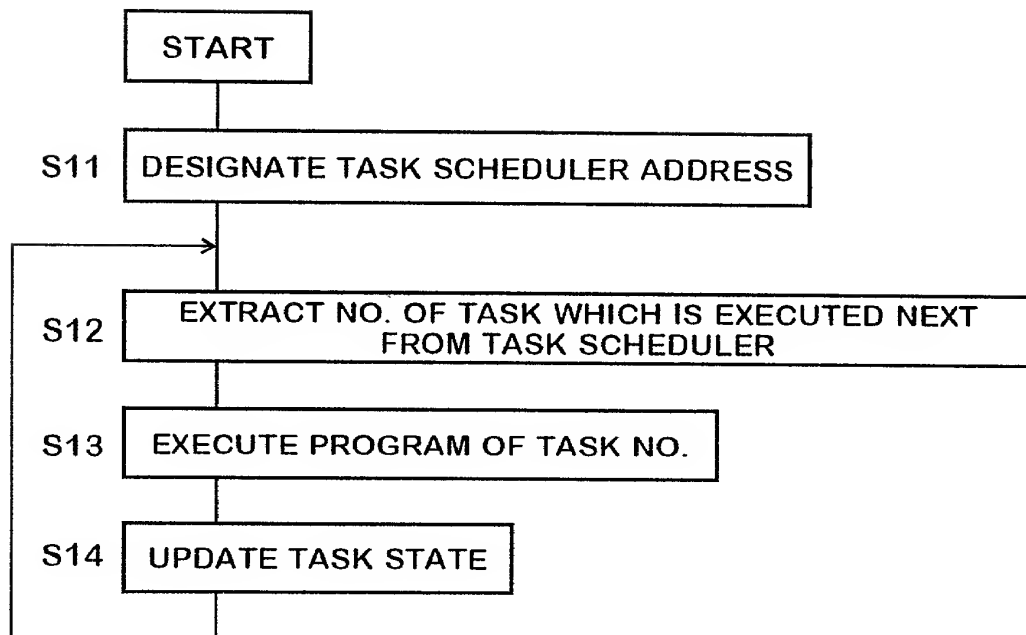 START
S11 DESIGNATE TASK SCHEDULER ADDRESS
S12 EXTRACT NO. OF TASK WHICH IS EXECUTED NEXT
FROM TASK SCHEDULER
S13 EXECUTE PROGRAM OF TASK NO.
S14 UPDATE TASK STATE